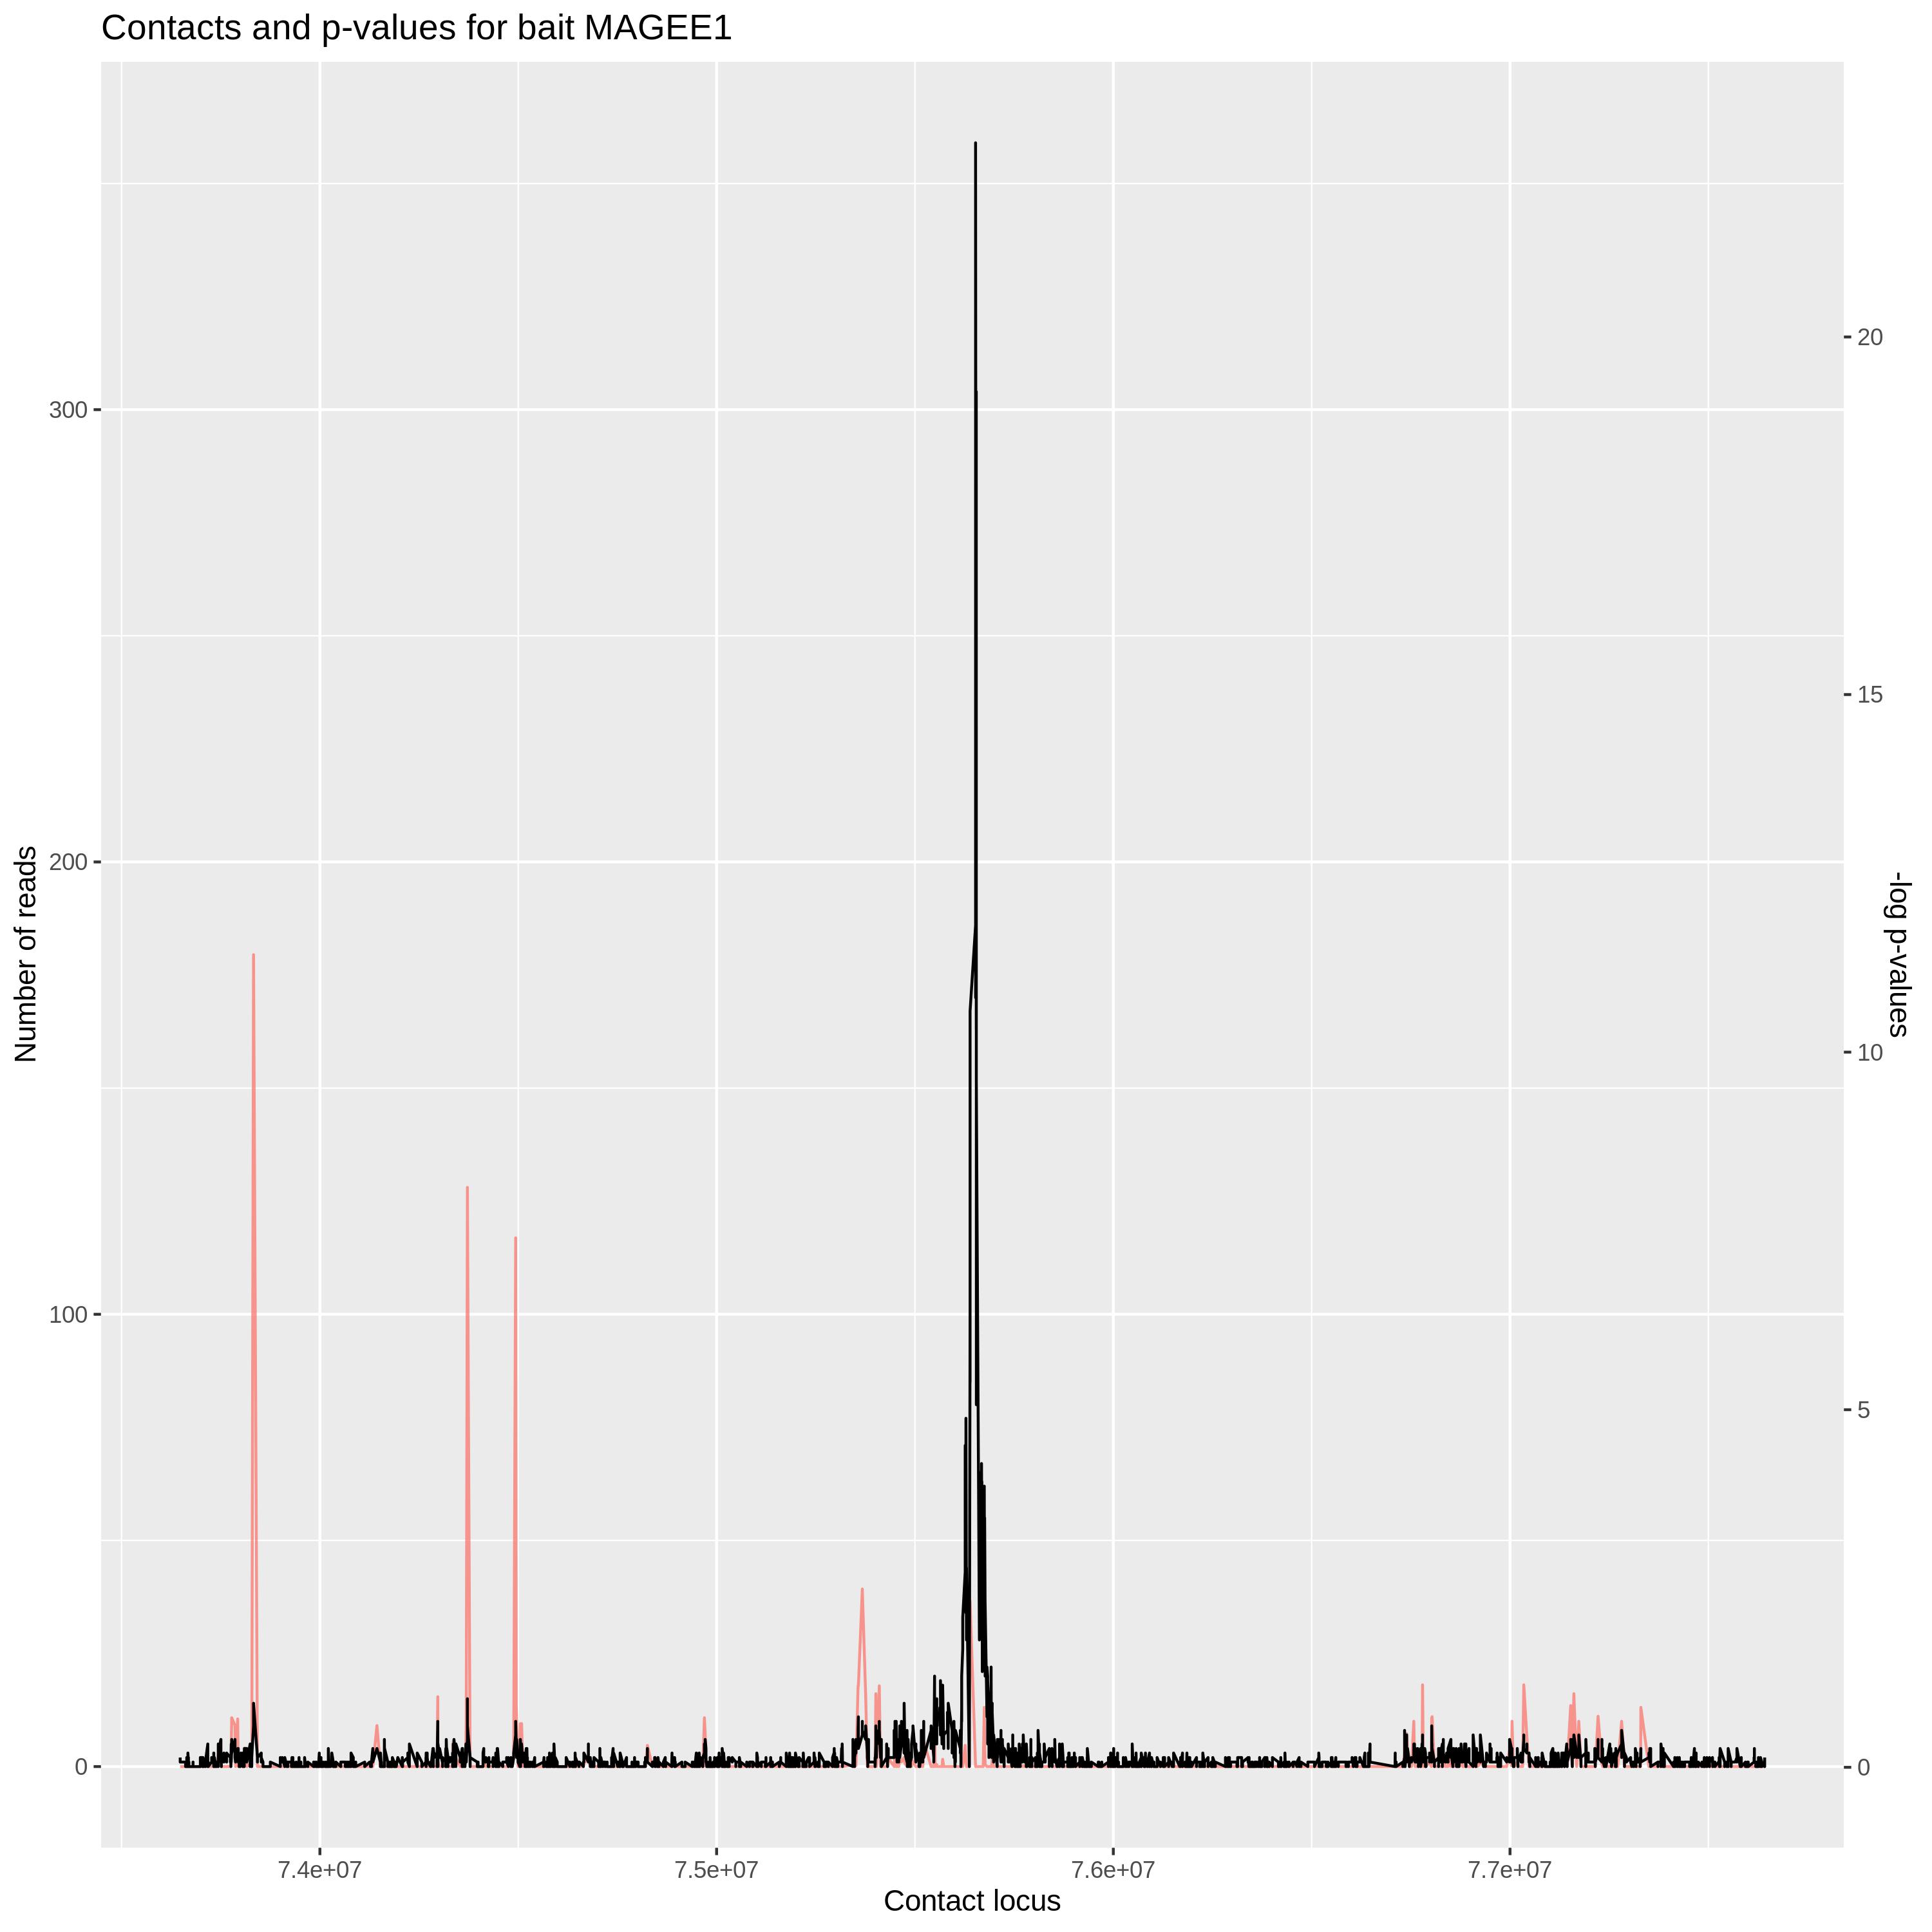 Contacts and p-values for bait MAGEE1
300
200
100
0
Number of reads
20
15
10
5
0
-log p-values
7.4e+07 7.5e+07 7.6e+07 7.7e+07
Contact locus